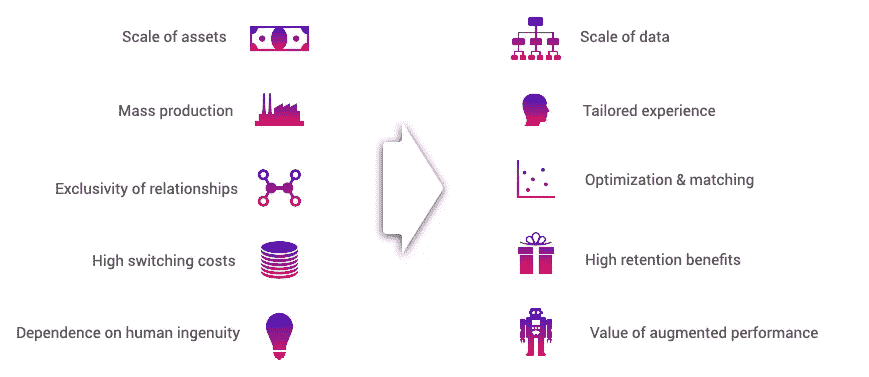 Scale of assets
Scale of data
Mass production
Tailored experience
Exclusivity of relationships
Optimization & matching
High switching costs
High retention benefits
Dependence on human ingenuity
Value of augmented performance